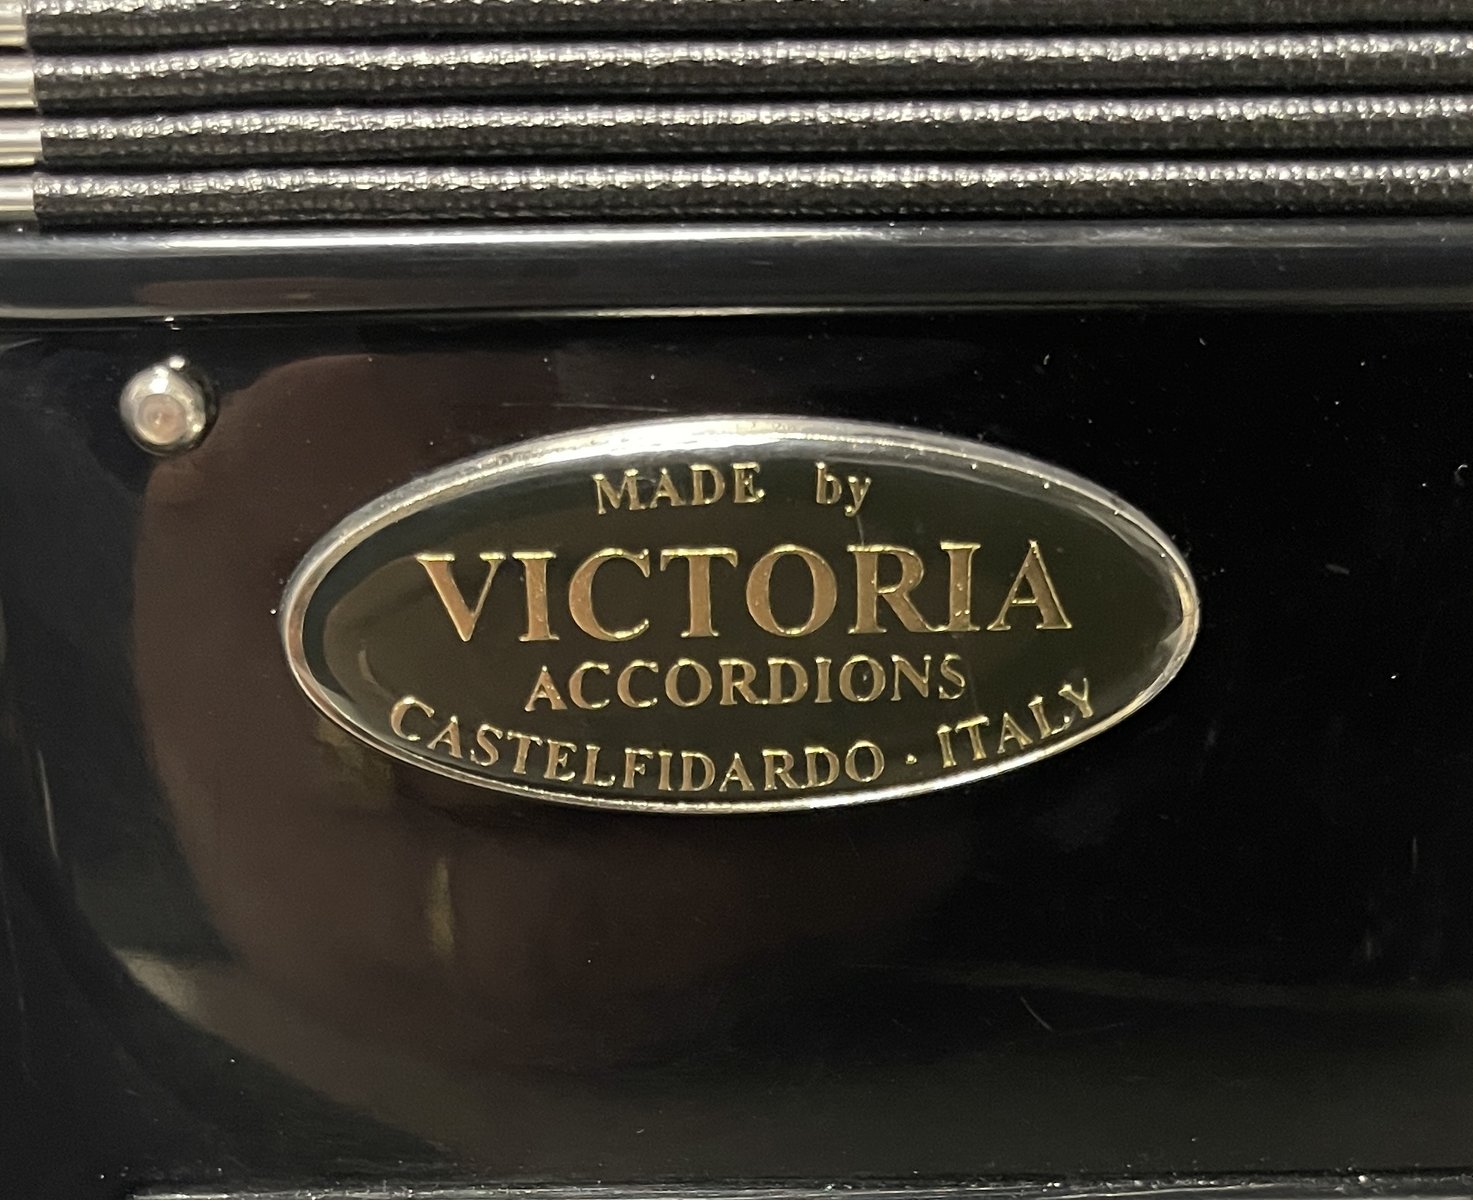 MADE by
VICTORIA
ACCORDIONS
CASTELFIDARDO · ITALY